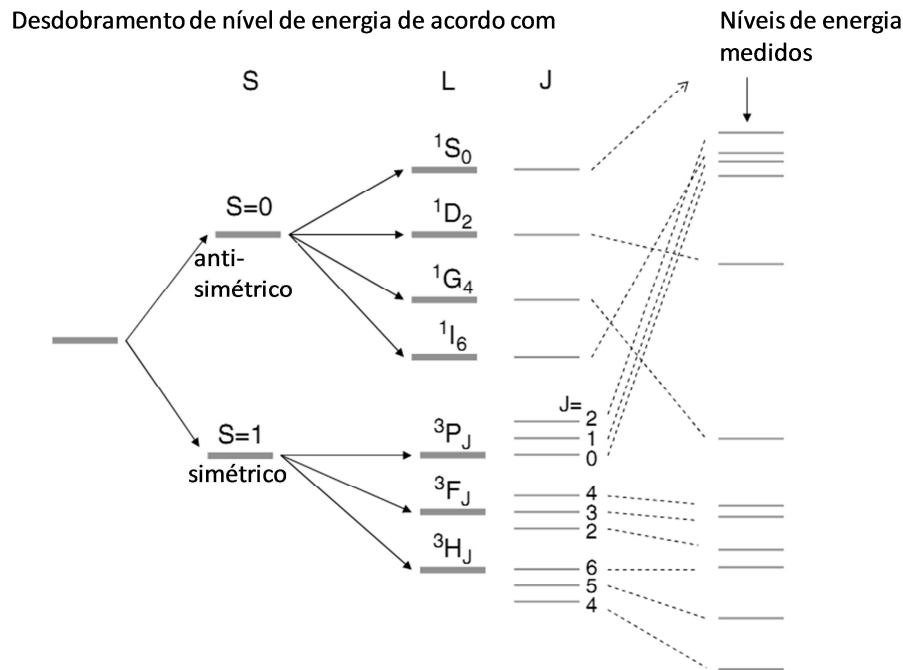 Desdobramento de nível de energia de acordo com
Níveis de energia
medidos
S
L
J
¹S₀
S=0
¹D₂
anti-
simétrico
¹G₄
¹I₆
J=
2
S=1
³P_J
1
0
simétrico
³F_J
4
3
2
³H_J
6
5
4